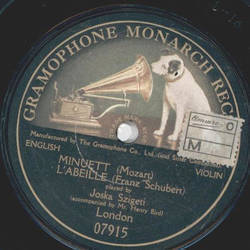 GRAMOPHONE MONARCH REC
Manufactured by The Gramophone Co., Ltd.,
ENGLISH
VIOLIN
M
MINUETT (Mozart)
L'ABEILLE (Franz Schubert)
played by
Joska Szigeti
(accompanied by Mr. Henry Bird)
London
07915